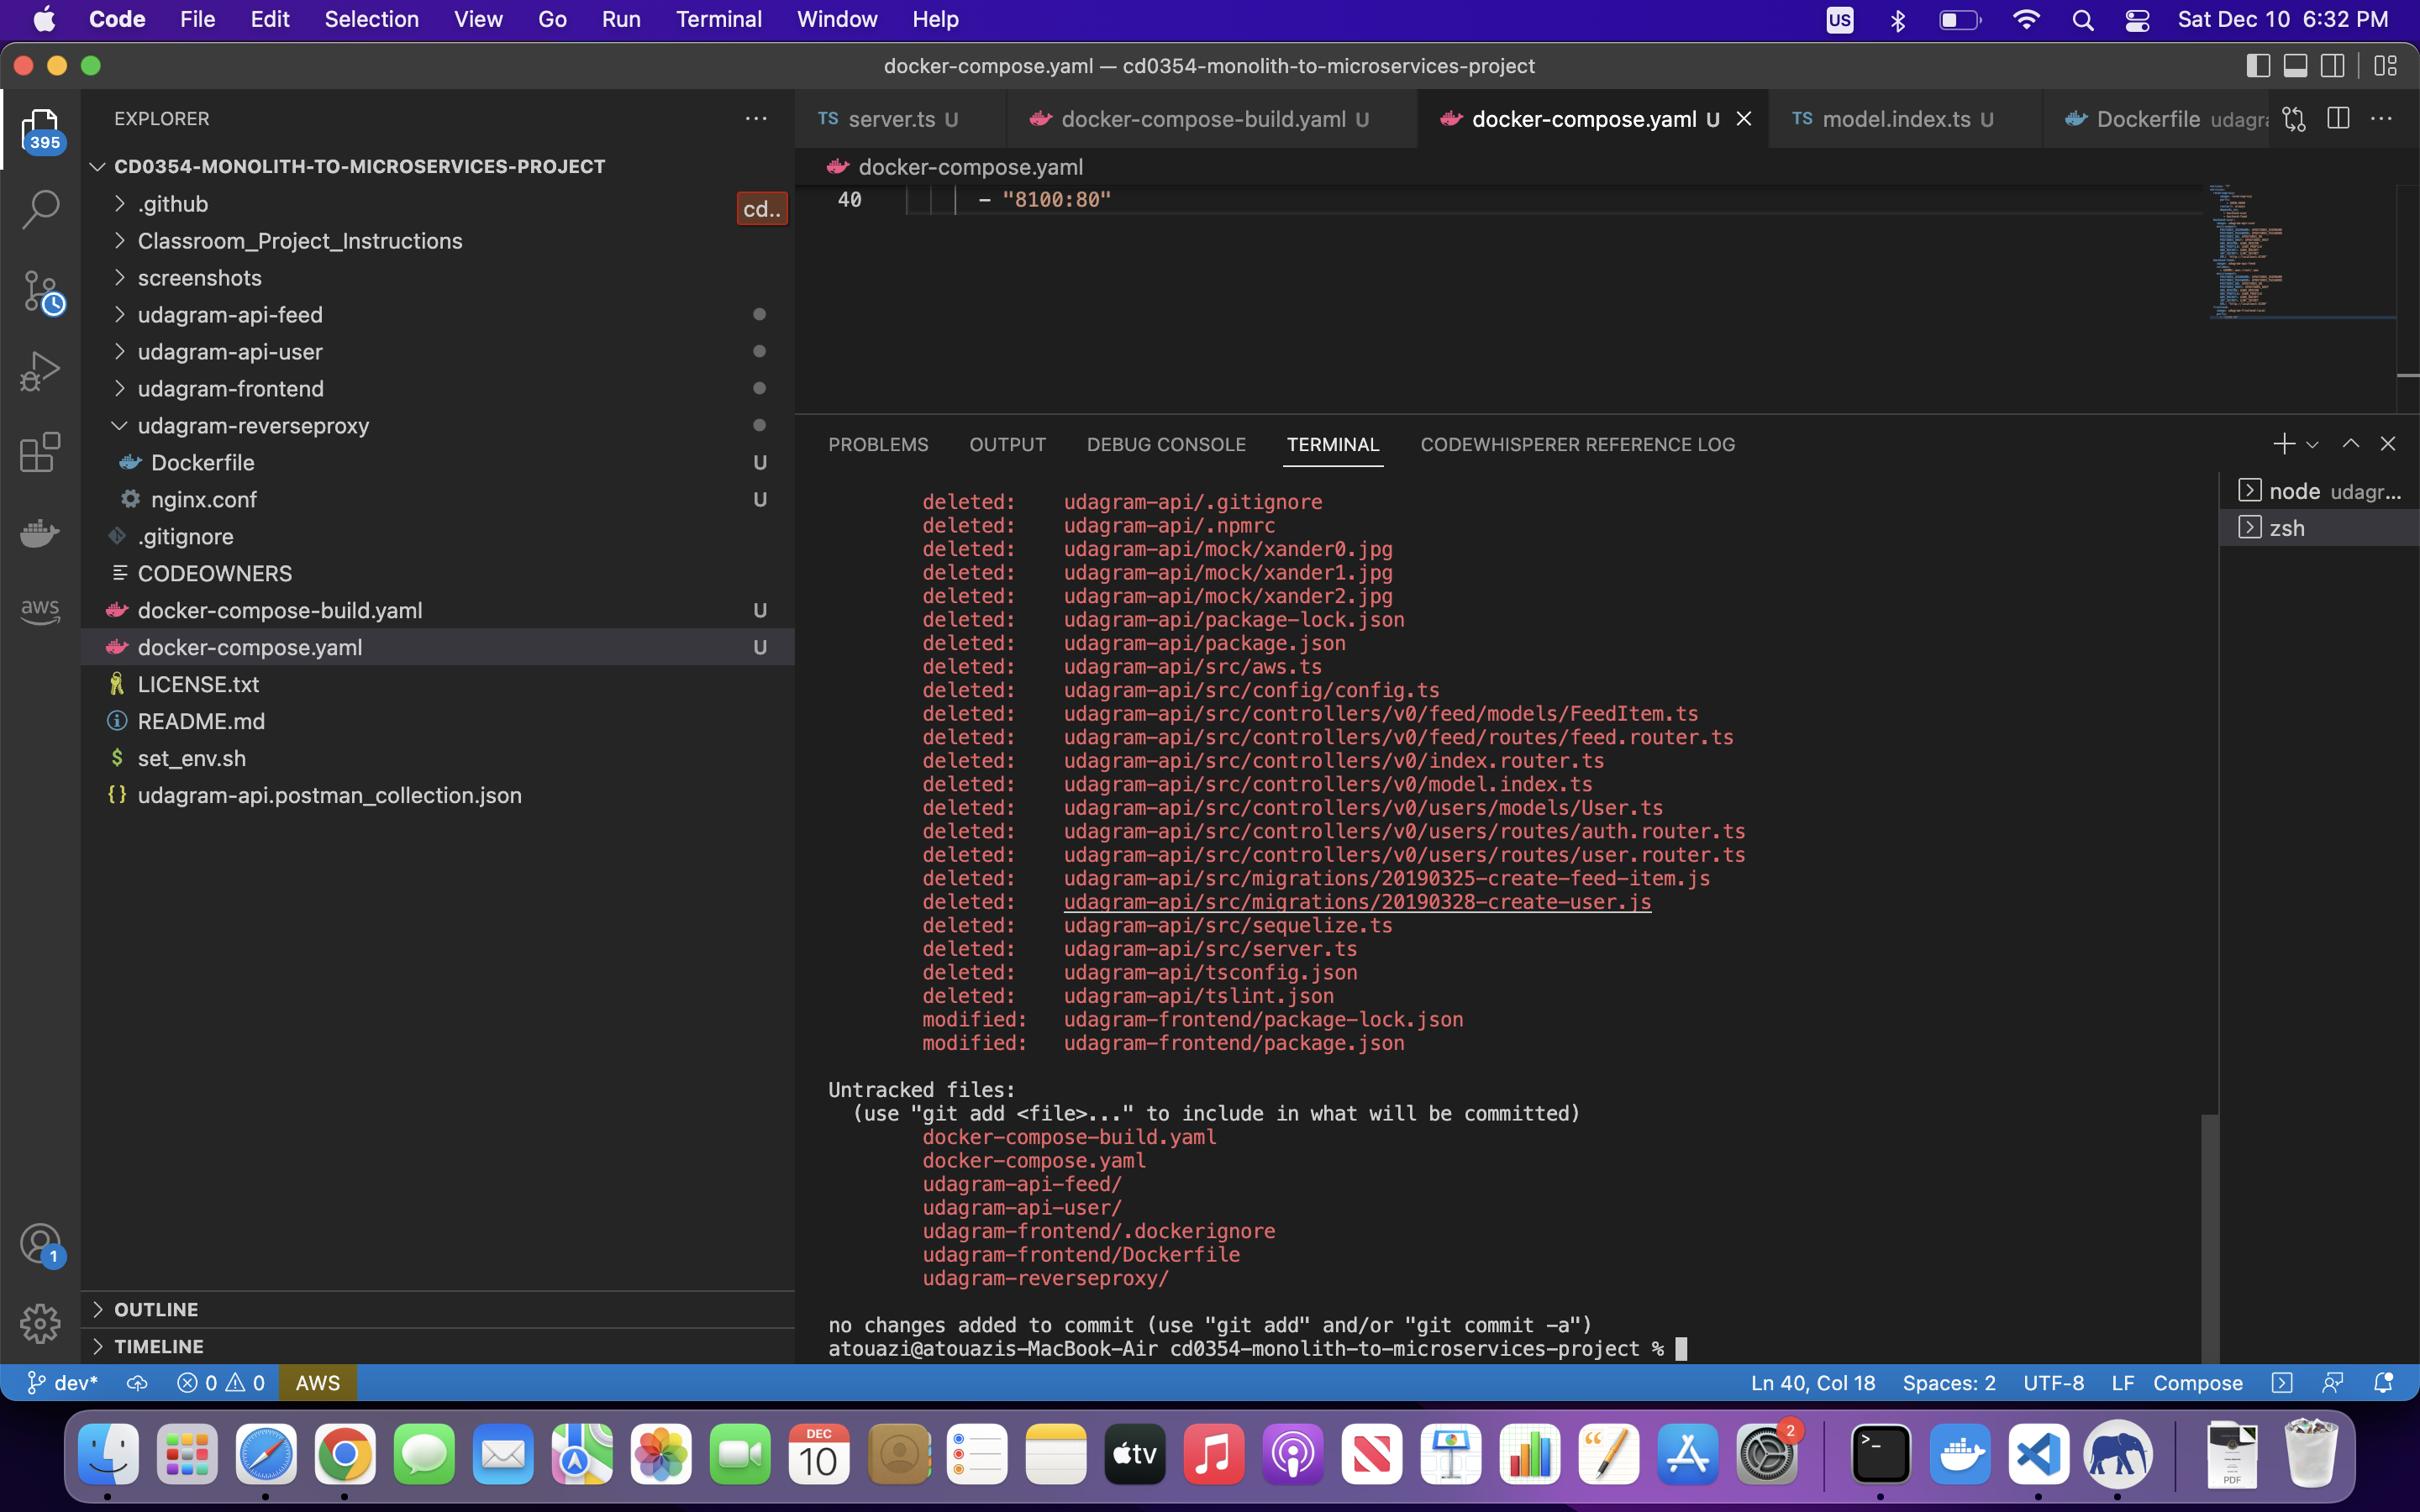 Code File Edit Selection View Go Run Terminal Window Help US Sat Dec 10 6:32 PM
docker-compose.yaml — cd0354-monolith-to-microservices-project
EXPLORER
TS server.ts U docker-compose-build.yaml U docker-compose.yaml U TS model.index.ts U Dockerfile udagra
395
CD0354-MONOLITH-TO-MICROSERVICES-PROJECT
docker-compose.yaml
.github
cd..
40 - "8100:80"
Classroom_Project_Instructions
screenshots
udagram-api-feed
udagram-api-user
udagram-frontend
udagram-reverseproxy
Dockerfile U
nginx.conf U
.gitignore
CODEOWNERS
docker-compose-build.yaml U
docker-compose.yaml U
LICENSE.txt
README.md
$ set_env.sh
{} udagram-api.postman_collection.json
aws
1
OUTLINE
TIMELINE
PROBLEMS OUTPUT DEBUG CONSOLE TERMINAL CODEWHISPERER REFERENCE LOG
node udagr...
zsh
deleted: udagram-api/.gitignore
deleted: udagram-api/.npmrc
deleted: udagram-api/mock/xander0.jpg
deleted: udagram-api/mock/xander1.jpg
deleted: udagram-api/mock/xander2.jpg
deleted: udagram-api/package-lock.json
deleted: udagram-api/package.json
deleted: udagram-api/src/aws.ts
deleted: udagram-api/src/config/config.ts
deleted: udagram-api/src/controllers/v0/feed/models/FeedItem.ts
deleted: udagram-api/src/controllers/v0/feed/routes/feed.router.ts
deleted: udagram-api/src/controllers/v0/index.router.ts
deleted: udagram-api/src/controllers/v0/model.index.ts
deleted: udagram-api/src/controllers/v0/users/models/User.ts
deleted: udagram-api/src/controllers/v0/users/routes/auth.router.ts
deleted: udagram-api/src/controllers/v0/users/routes/user.router.ts
deleted: udagram-api/src/migrations/20190325-create-feed-item.js
deleted: udagram-api/src/migrations/20190328-create-user.js
deleted: udagram-api/src/sequelize.ts
deleted: udagram-api/src/server.ts
deleted: udagram-api/tsconfig.json
deleted: udagram-api/tslint.json
modified: udagram-frontend/package-lock.json
modified: udagram-frontend/package.json
Untracked files:
(use "git add <file>..." to include in what will be committed)
docker-compose-build.yaml
docker-compose.yaml
udagram-api-feed/
udagram-api-user/
udagram-frontend/.dockerignore
udagram-frontend/Dockerfile
udagram-reverseproxy/
no changes added to commit (use "git add" and/or "git commit -a")
atouazi@atouazis-MacBook-Air cd0354-monolith-to-microservices-project %
dev* 0 0 AWS Ln 40, Col 18 Spaces: 2 UTF-8 LF Compose
DEC
10
tv
2
>_
PDF